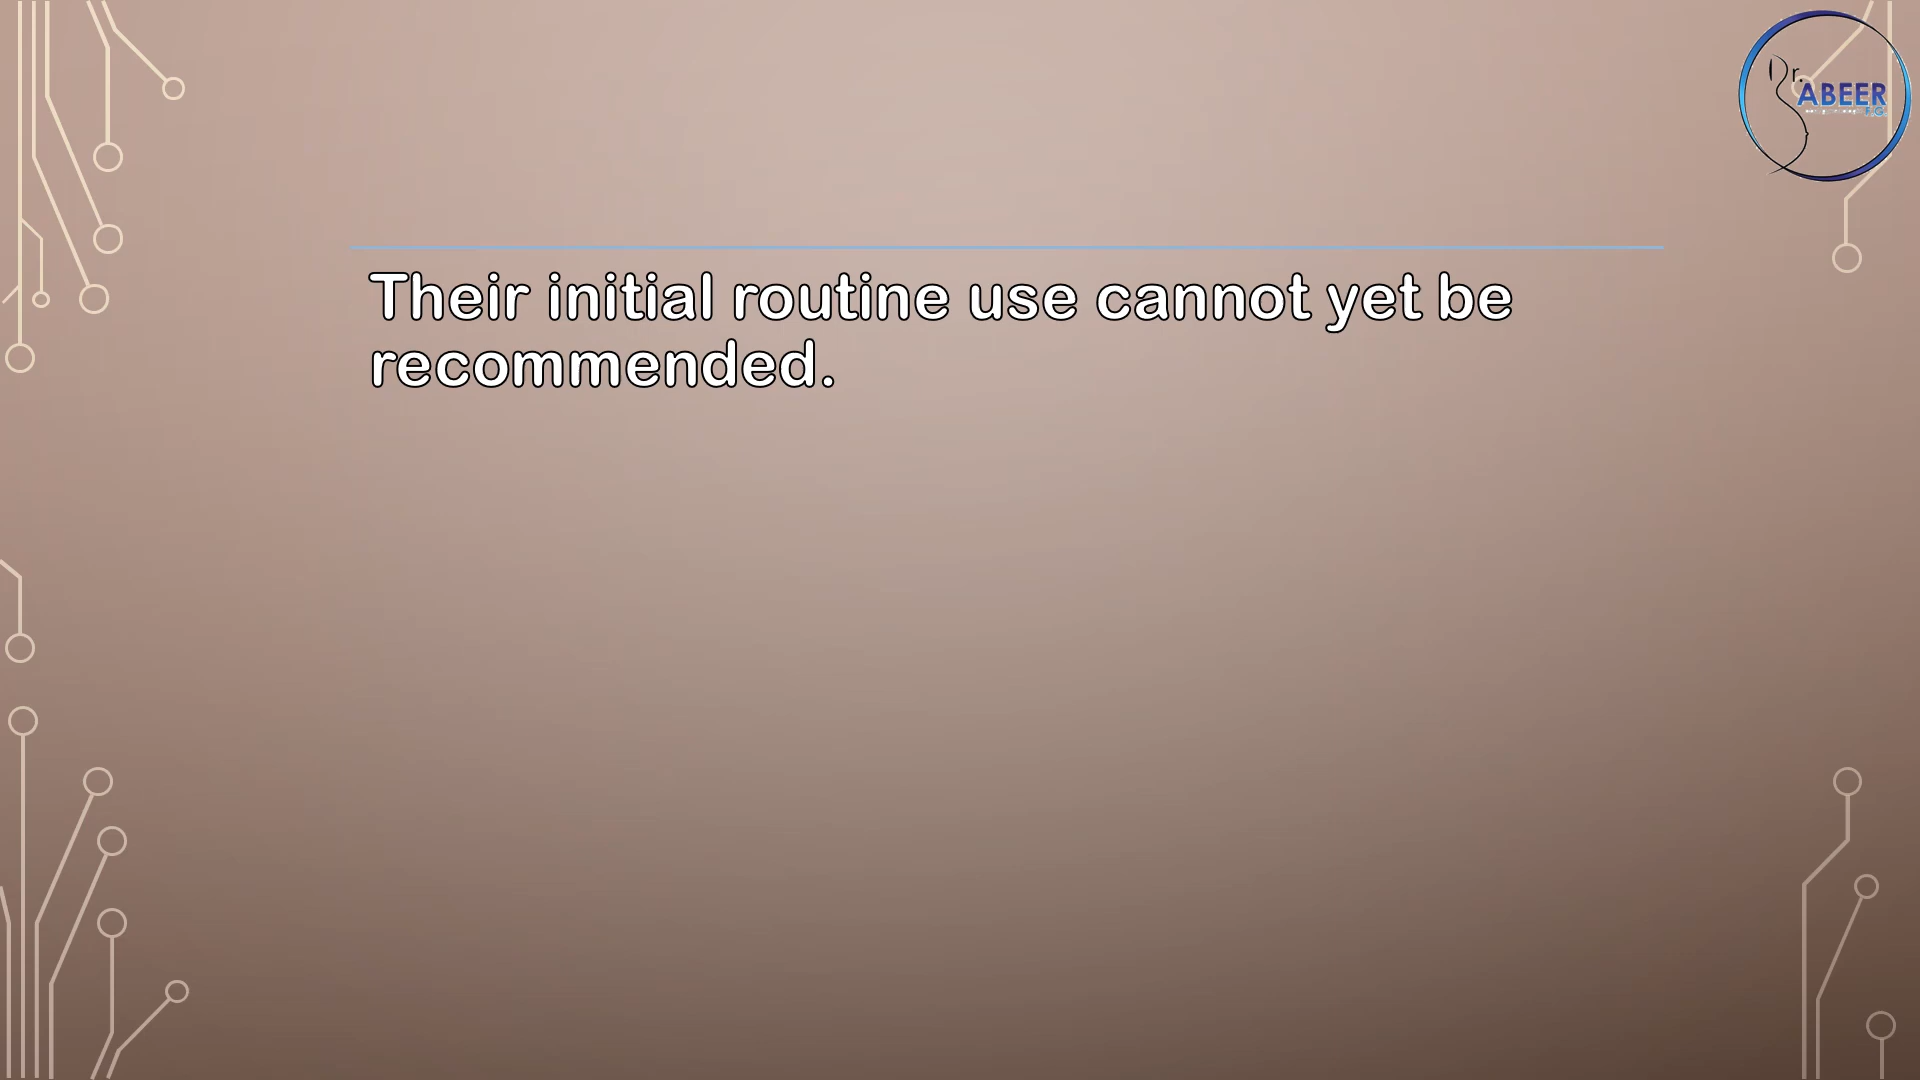 Dr.
ABEER
F.G.
Their initial routine use cannot yet be
recommended.